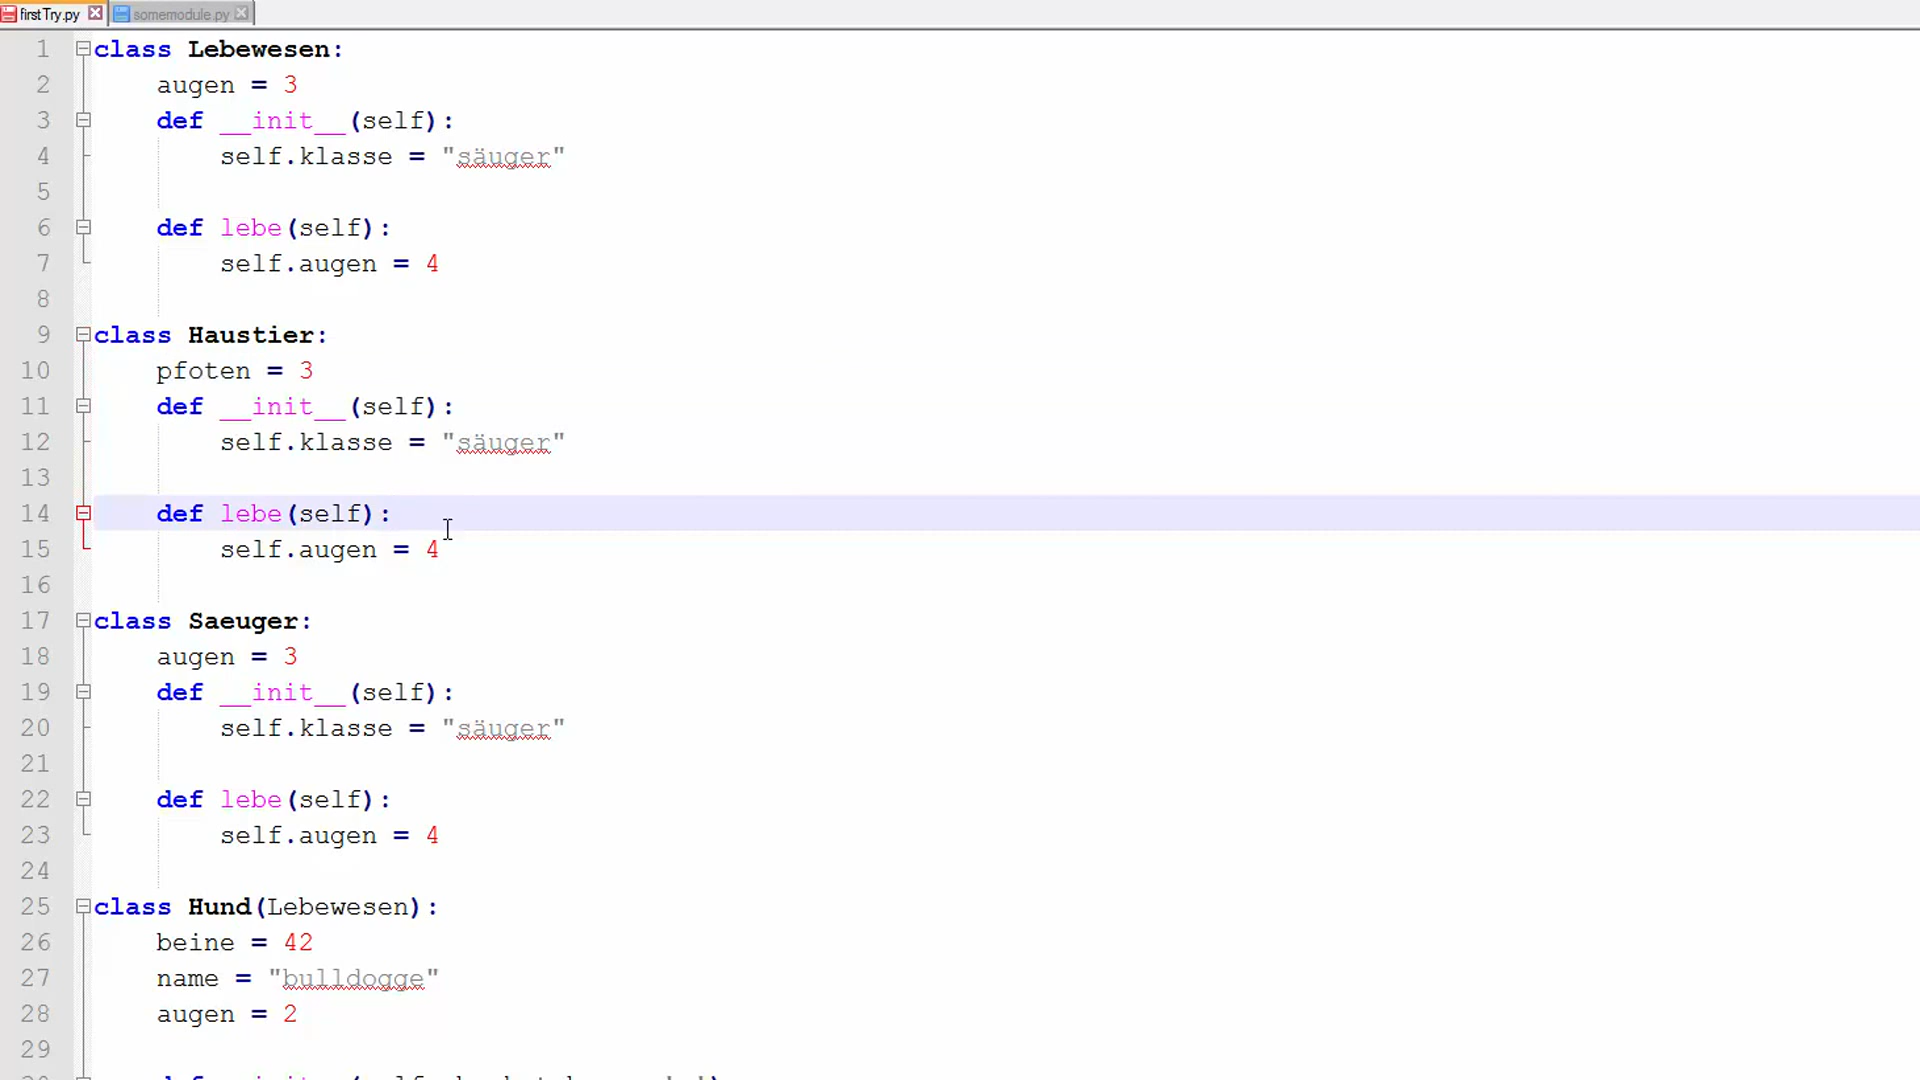 firstTry.py somemodule.py
1 class Lebewesen:
2 augen = 3
3 def __init__(self):
4 self.klasse = "säuger"
5
6 def lebe(self):
7 self.augen = 4
8
9 class Haustier:
10 pfoten = 3
11 def __init__(self):
12 self.klasse = "säuger"
13
14 def lebe(self):
15 self.augen = 4
16
17 class Saeuger:
18 augen = 3
19 def __init__(self):
20 self.klasse = "säuger"
21
22 def lebe(self):
23 self.augen = 4
24
25 class Hund(Lebewesen):
26 beine = 42
27 name = "bulldogge"
28 augen = 2
29